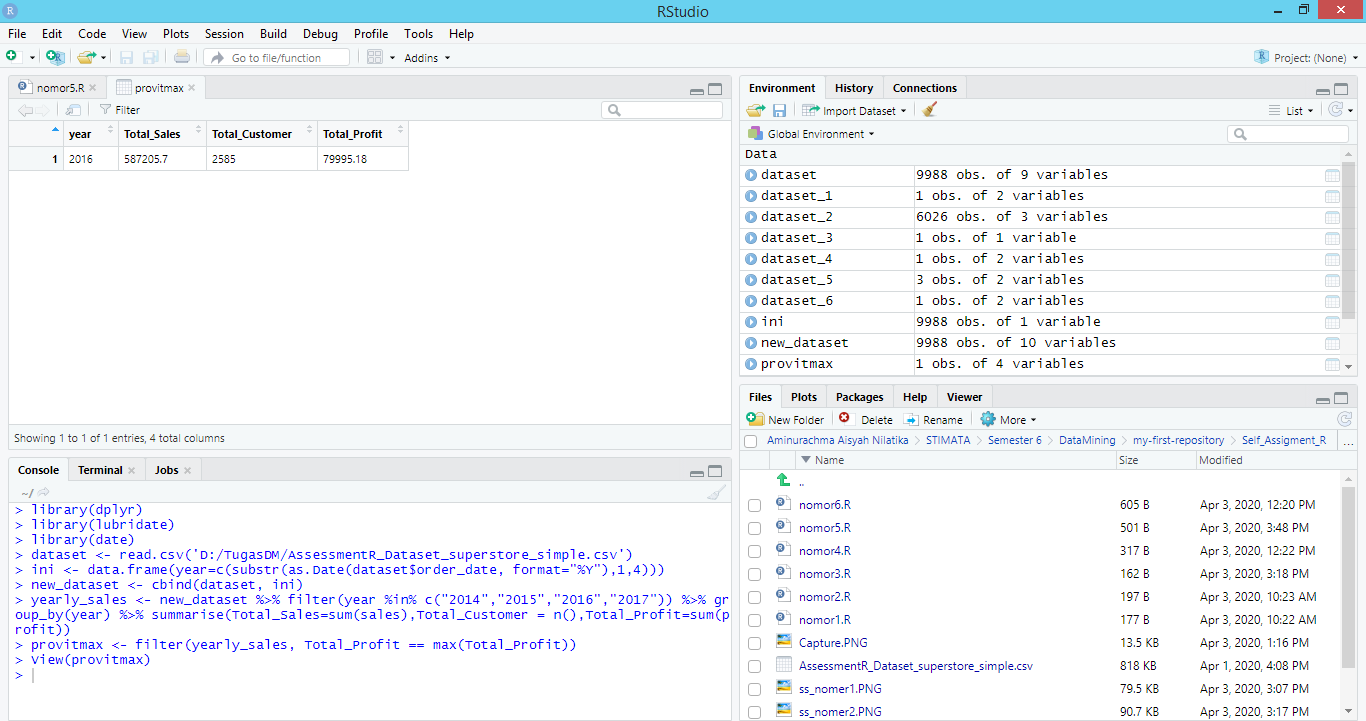 RStudio
File Edit Code View Plots Session Build Debug Profile Tools Help
Go to file/function Addins Project: (None)
nomor5.R provitmax
Filter
year Total_Sales Total_Customer Total_Profit
1 2016 587205.7 2585 79995.18
Showing 1 to 1 of 1 entries, 4 total columns
Console Terminal Jobs
~/
> library(dplyr)
> library(lubridate)
> library(date)
> dataset <- read.csv('D:/TugasDM/AssessmentR_Dataset_superstore_simple.csv')
> ini <- data.frame(year=c(substr(as.Date(dataset$order_date, format="%Y"),1,4)))
> new_dataset <- cbind(dataset, ini)
> yearly_sales <- new_dataset %>% filter(year %in% c("2014","2015","2016","2017")) %>% gr
oup_by(year) %>% summarise(Total_Sales=sum(sales),Total_Customer = n(),Total_Profit=sum(p
rofit))
> provitmax <- filter(yearly_sales, Total_Profit == max(Total_Profit))
> View(provitmax)
>
Environment History Connections
Import Dataset List
Global Environment
Data
dataset 9988 obs. of 9 variables
dataset_1 1 obs. of 2 variables
dataset_2 6026 obs. of 3 variables
dataset_3 1 obs. of 1 variable
dataset_4 1 obs. of 2 variables
dataset_5 3 obs. of 2 variables
dataset_6 1 obs. of 2 variables
ini 9988 obs. of 1 variable
new_dataset 9988 obs. of 10 variables
provitmax 1 obs. of 4 variables
Files Plots Packages Help Viewer
New Folder Delete Rename More
Aminurachma Aisyah Nilatika > STIMATA > Semester 6 > DataMining > my-first-repository > Self_Assigment_R ...
Name Size Modified
..
nomor6.R 605 B Apr 3, 2020, 12:20 PM
nomor5.R 501 B Apr 3, 2020, 3:48 PM
nomor4.R 317 B Apr 3, 2020, 12:22 PM
nomor3.R 162 B Apr 3, 2020, 3:18 PM
nomor2.R 197 B Apr 3, 2020, 10:23 AM
nomor1.R 177 B Apr 3, 2020, 10:22 AM
Capture.PNG 13.5 KB Apr 3, 2020, 1:16 PM
AssessmentR_Dataset_superstore_simple.csv 818 KB Apr 1, 2020, 4:08 PM
ss_nomer1.PNG 79.5 KB Apr 3, 2020, 3:07 PM
ss_nomer2.PNG 90.7 KB Apr 3, 2020, 3:17 PM